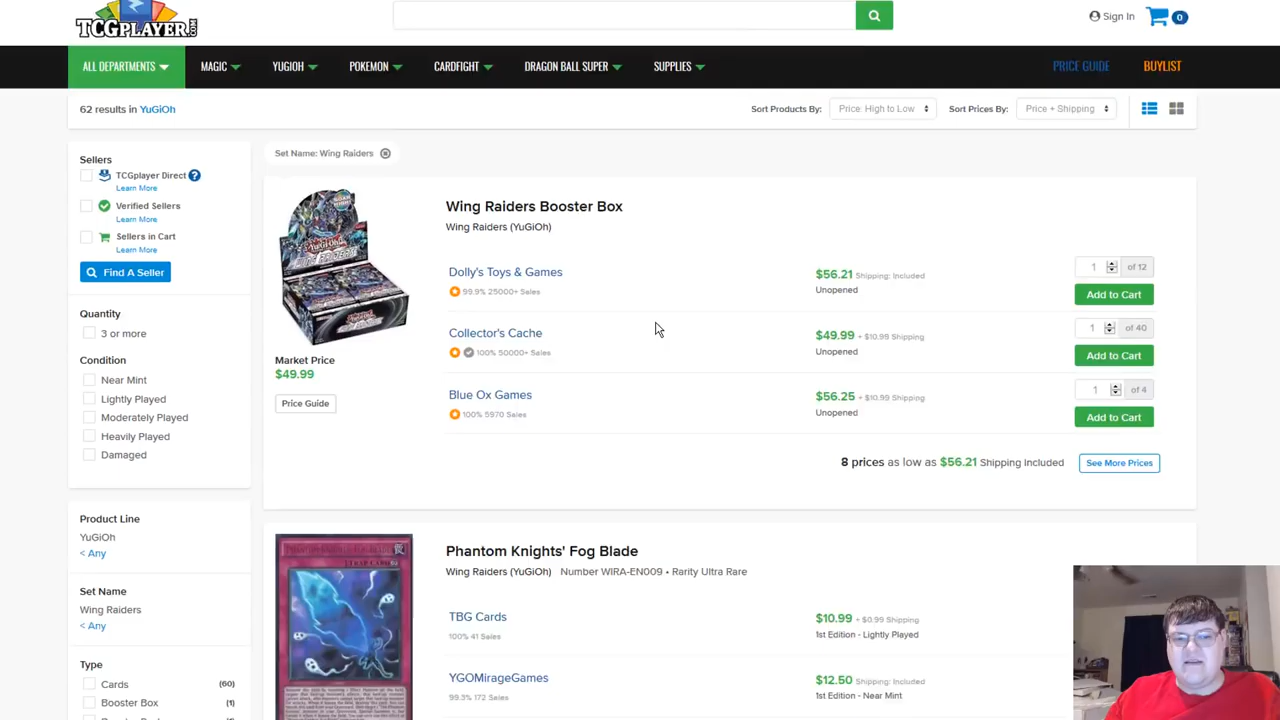 TCGPLAYER.COM
Sign In
0
ALL DEPARTMENTS
MAGIC
YUGIOH
POKEMON
CARDFIGHT
DRAGON BALL SUPER
SUPPLIES
PRICE GUIDE
BUYLIST
62 results in YuGiOh
Sort Products By:
Price: High to Low
Sort Prices By:
Price + Shipping
Sellers
TCGplayer Direct ?
Learn More
Verified Sellers
Learn More
Sellers in Cart
Learn More
Find A Seller
Quantity
3 or more
Condition
Near Mint
Lightly Played
Moderately Played
Heavily Played
Damaged
Product Line
YuGiOh
< Any
Set Name
Wing Raiders
< Any
Type
Cards (60)
Booster Box (1)
Set Name: Wing Raiders
Market Price
$49.99
Price Guide
Wing Raiders Booster Box
Wing Raiders (YuGiOh)
Dolly's Toys & Games
99.9% 25000+ Sales
$56.21 Shipping: Included
Unopened
1 of 12
Add to Cart
Collector's Cache
100% 50000+ Sales
$49.99 + $10.99 Shipping
Unopened
1 of 40
Add to Cart
Blue Ox Games
100% 5970 Sales
$56.25 + $10.99 Shipping
Unopened
1 of 4
Add to Cart
8 prices as low as $56.21 Shipping Included
See More Prices
Phantom Knights' Fog Blade
Wing Raiders (YuGiOh) Number WIRA-EN009 • Rarity Ultra Rare
TBG Cards
100% 41 Sales
$10.99 + $0.99 Shipping
1st Edition - Lightly Played
YGOMirageGames
99.3% 172 Sales
$12.50 Shipping: Included
1st Edition - Near Mint